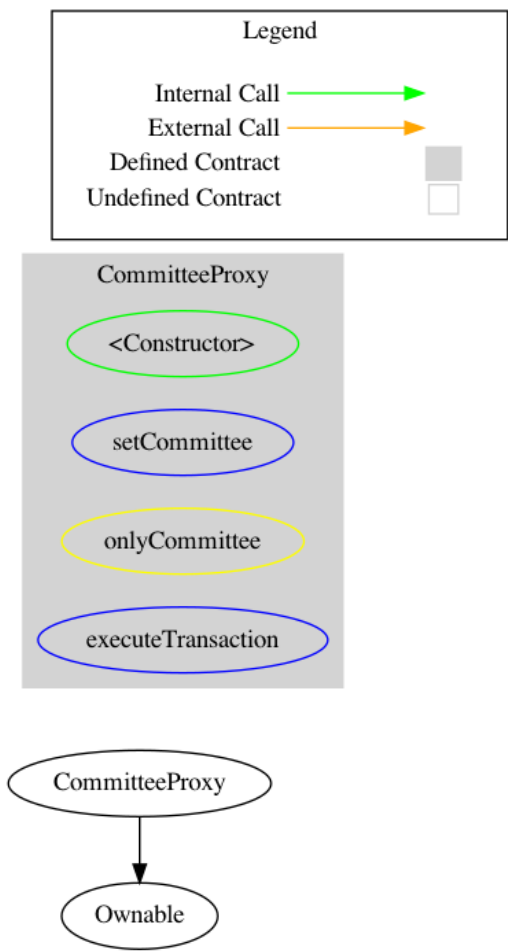 Legend
Internal Call
External Call
Defined Contract
Undefined Contract
CommitteeProxy
<Constructor>
setCommittee
onlyCommittee
executeTransaction
CommitteeProxy
Ownable